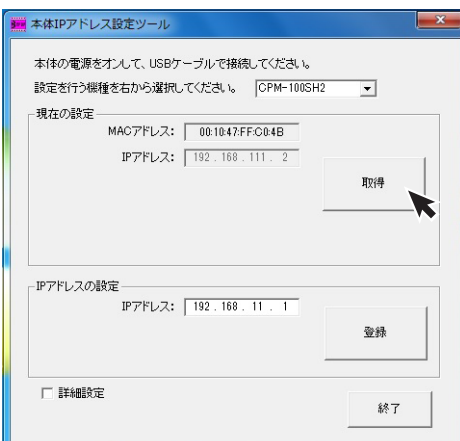 本体IPアドレス設定ツール
本体の電源をオンして、USBケーブルで接続してください。
設定を行う機種を右から選択してください。 CPM-100SH2
現在の設定
MACアドレス： 00:10:47:FF:C0:4B
IPアドレス： 192 . 168 . 111 . 2
取得
IPアドレスの設定
IPアドレス： 192 . 168 . 11 . 1
登録
詳細設定
終了